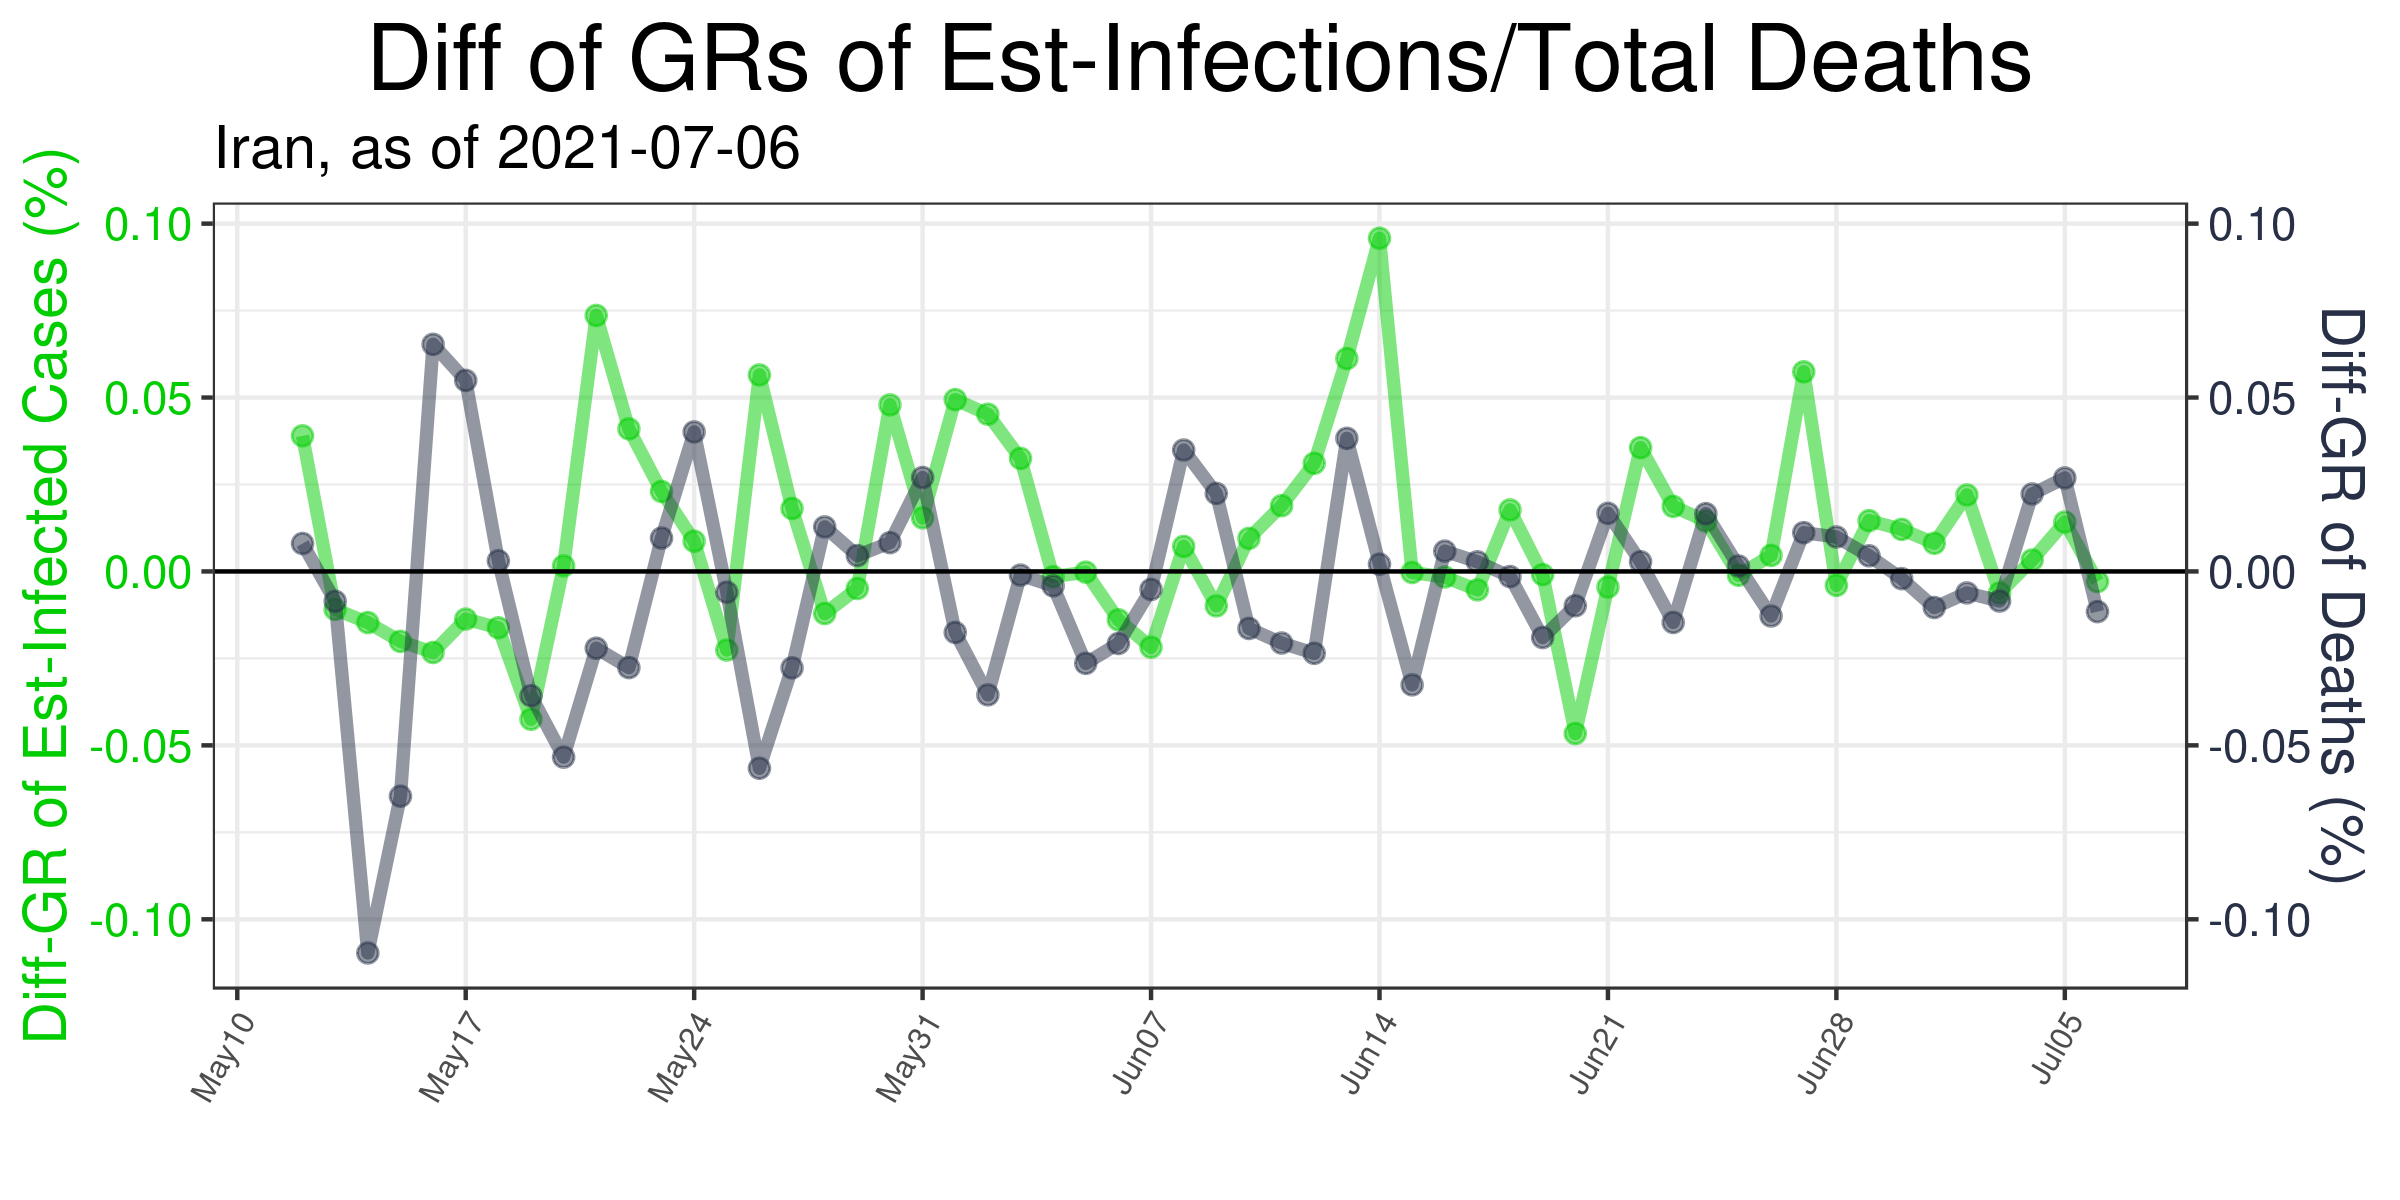 Diff of GRs of Est-Infections/Total Deaths
Iran, as of 2021-07-06
Diff-GR of Est-Infected Cases (%)
0.10
0.05
0.00
-0.05
-0.10
0.10
0.05
0.00
-0.05
-0.10
Diff-GR of Deaths (%)
May10
May17
May24
May31
Jun07
Jun14
Jun21
Jun28
Jul05